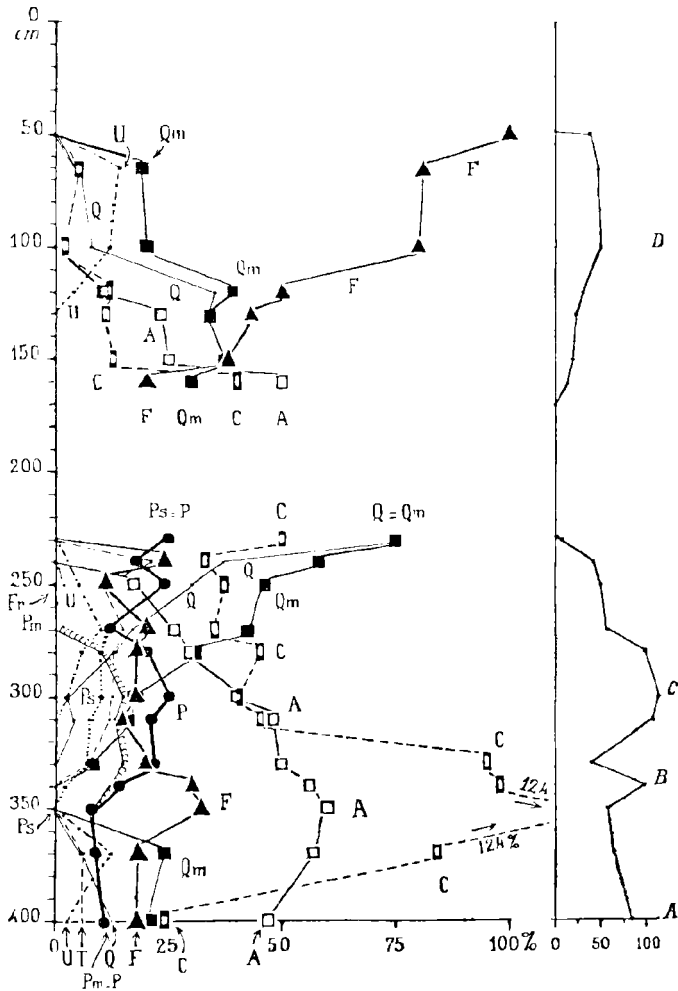 0
cm
50
U Qm
F
Q
100 D
Qm
Q F
U
A
150
C
F Qm C A
200
Ps=P C Q=Qm
Q
250
Fr U Q Qm
Pm
C
Ps
300 P A C
C
124
B
F
350 A
Ps
124%
Qm
C
400 A
0 25 50 75 100% 0 50 100
U T Q F C A
Pm=P